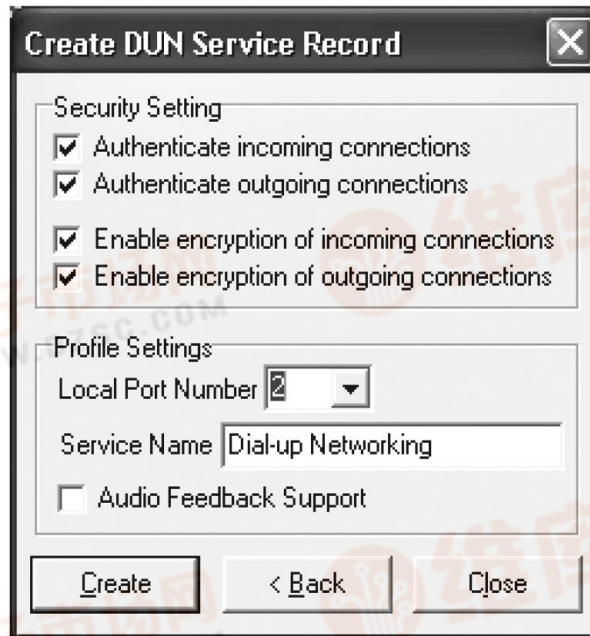 Create DUN Service Record
Security Setting
Authenticate incoming connections
Authenticate outgoing connections
Enable encryption of incoming connections
Enable encryption of outgoing connections
Profile Settings
Local Port Number 2
Service Name Dial-up Networking
Audio Feedback Support
Create < Back Close